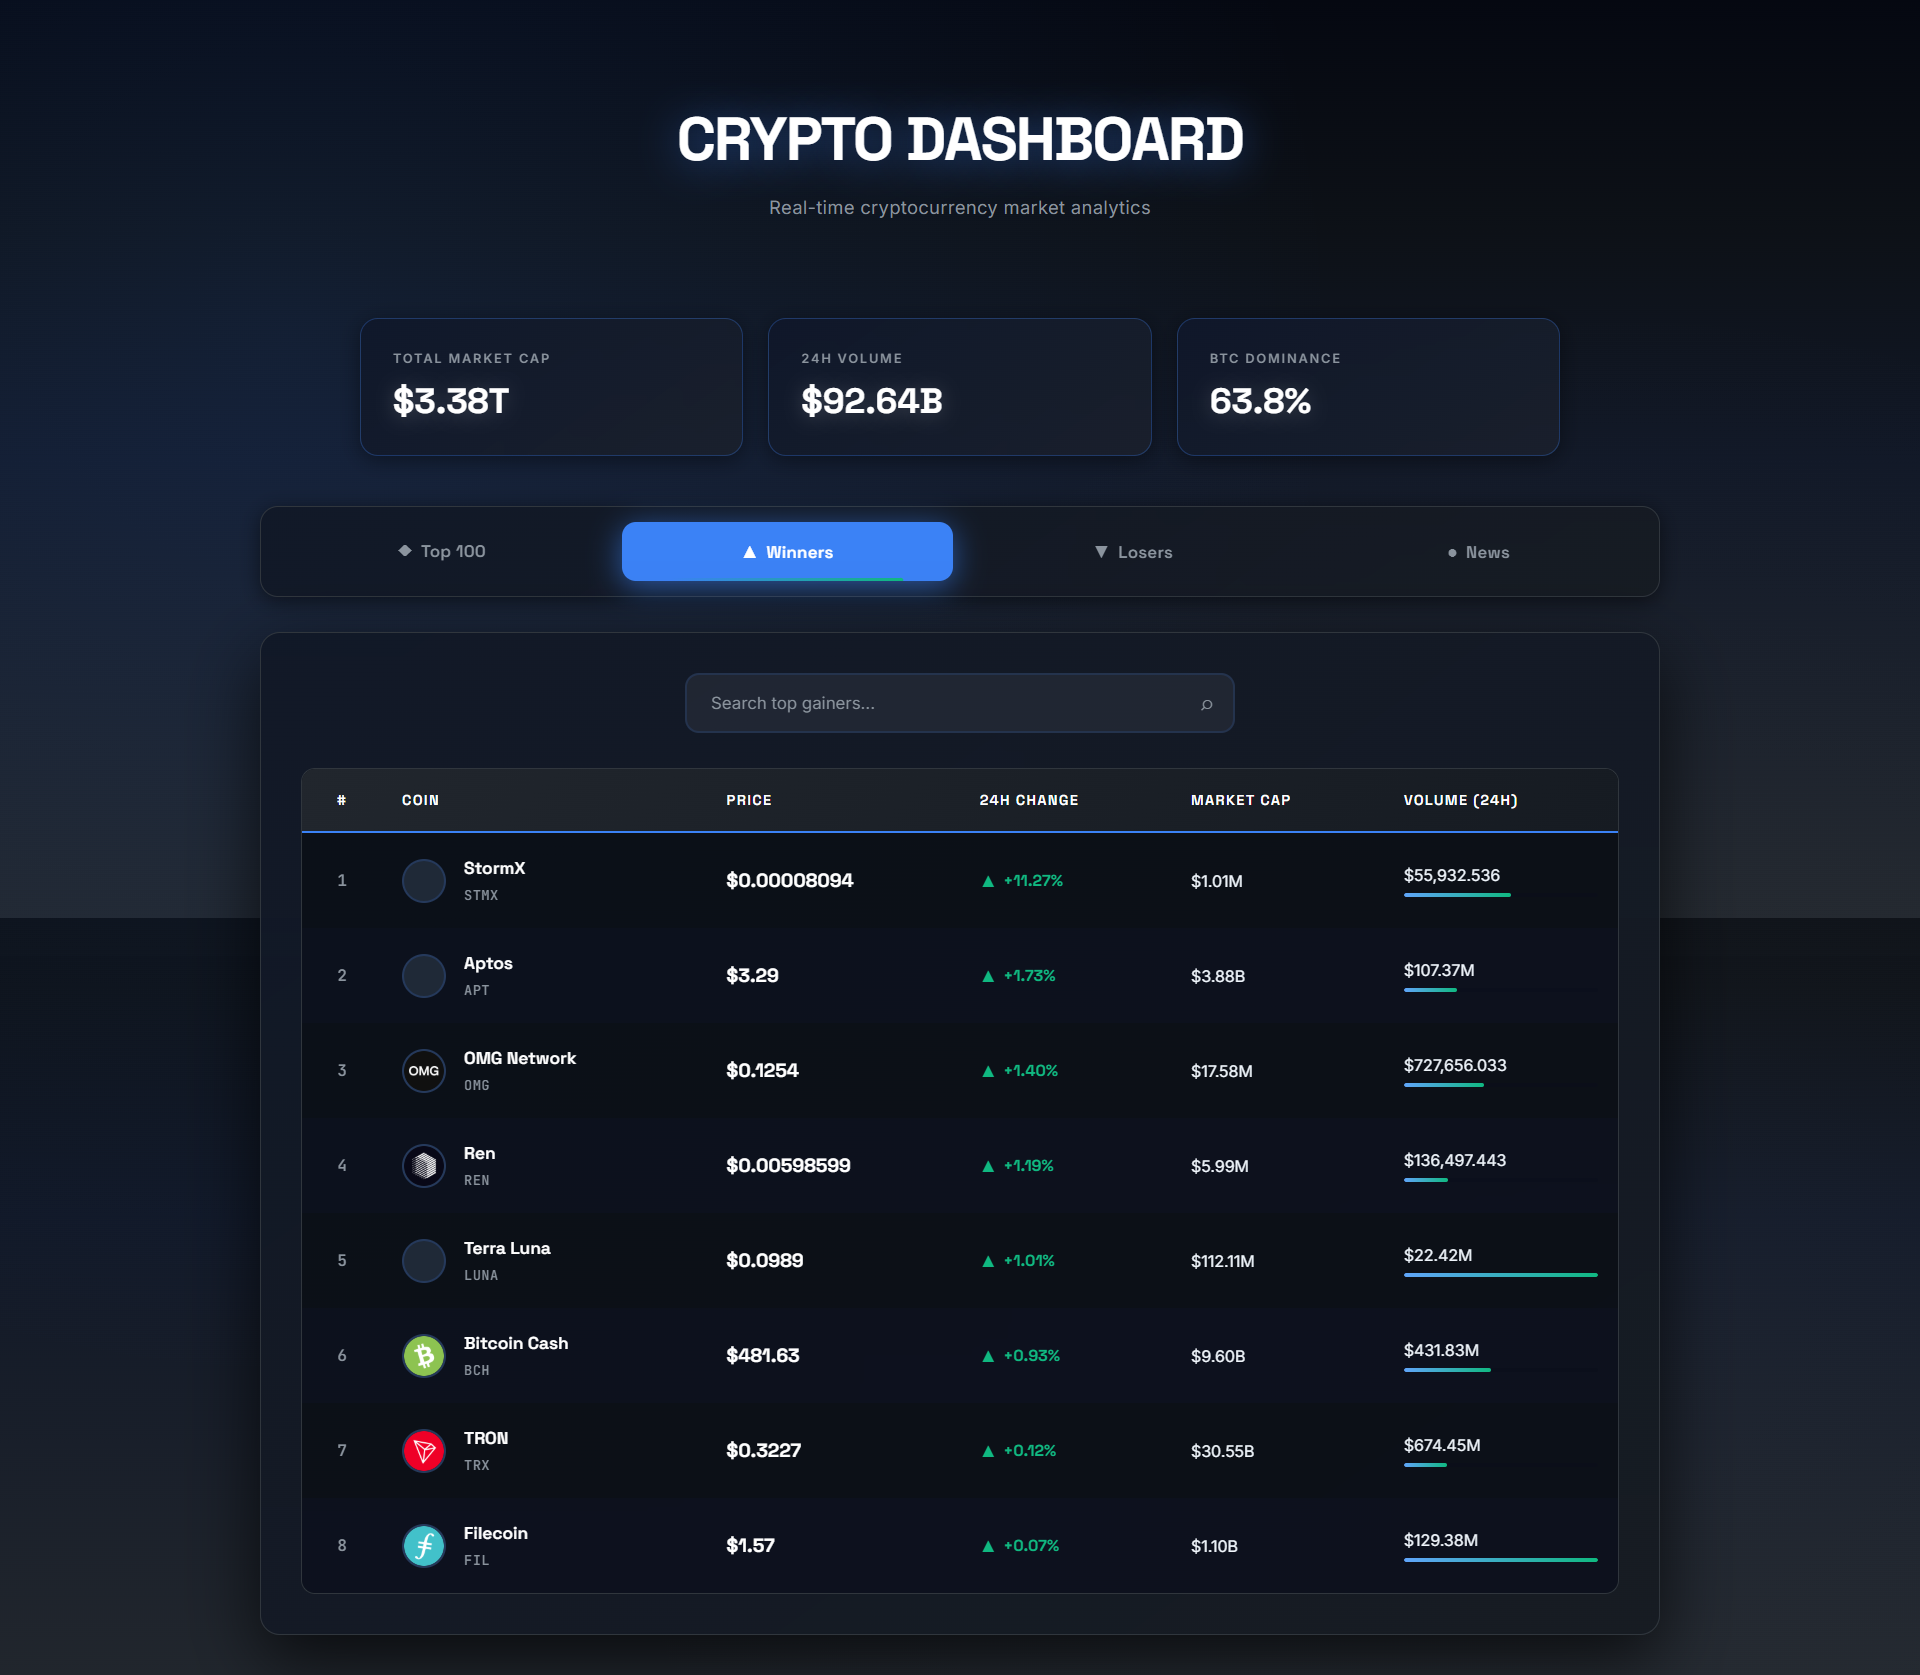 CRYPTO DASHBOARD
Real-time cryptocurrency market analytics
TOTAL MARKET CAP
$3.38T
24H VOLUME
$92.64B
BTC DOMINANCE
63.8%
◆ Top 100
▲ Winners
▼ Losers
● News
Search top gainers...
# COIN PRICE 24H CHANGE MARKET CAP VOLUME (24H)
1 StormX STMX $0.00008094 ▲ +11.27% $1.01M $55,932.536
2 Aptos APT $3.29 ▲ +1.73% $3.88B $107.37M
3 OMG OMG Network OMG $0.1254 ▲ +1.40% $17.58M $727,656.033
4 Ren REN $0.00598599 ▲ +1.19% $5.99M $136,497.443
5 Terra Luna LUNA $0.0989 ▲ +1.01% $112.11M $22.42M
6 Bitcoin Cash BCH $481.63 ▲ +0.93% $9.60B $431.83M
7 TRON TRX $0.3227 ▲ +0.12% $30.55B $674.45M
8 Filecoin FIL $1.57 ▲ +0.07% $1.10B $129.38M